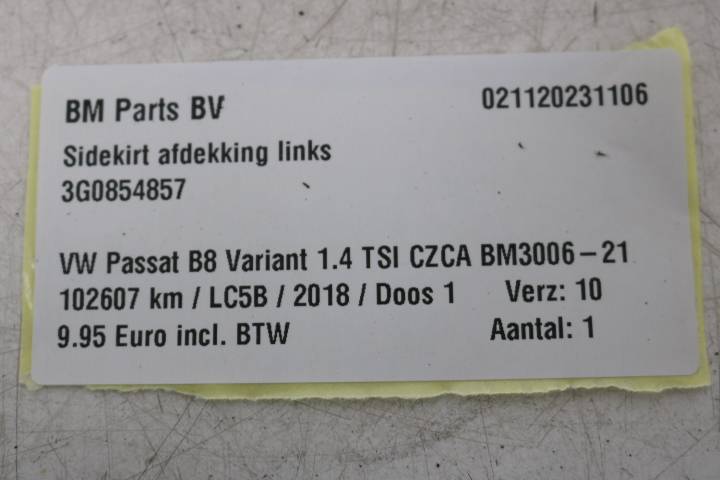 BM Parts BV 021120231106
Sidekirt afdekking links
3G0854857
VW Passat B8 Variant 1.4 TSI CZCA BM3006-21
102607 km / LC5B / 2018 / Doos 1 Verz: 10
9.95 Euro incl. BTW Aantal: 1